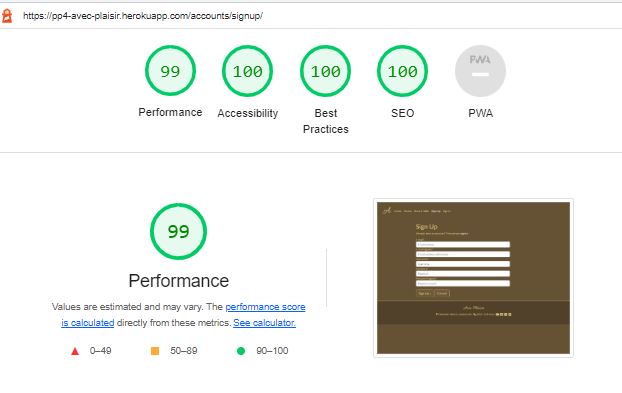 https://pp4-avec-plaisir.herokuapp.com/accounts/signup/
99 100 100 100 PWA
Performance Accessibility Best Practices SEO PWA
99
Performance
Values are estimated and may vary. The performance score
is calculated directly from these metrics. See calculator.
0–49 50–89 90–100
Sign Up